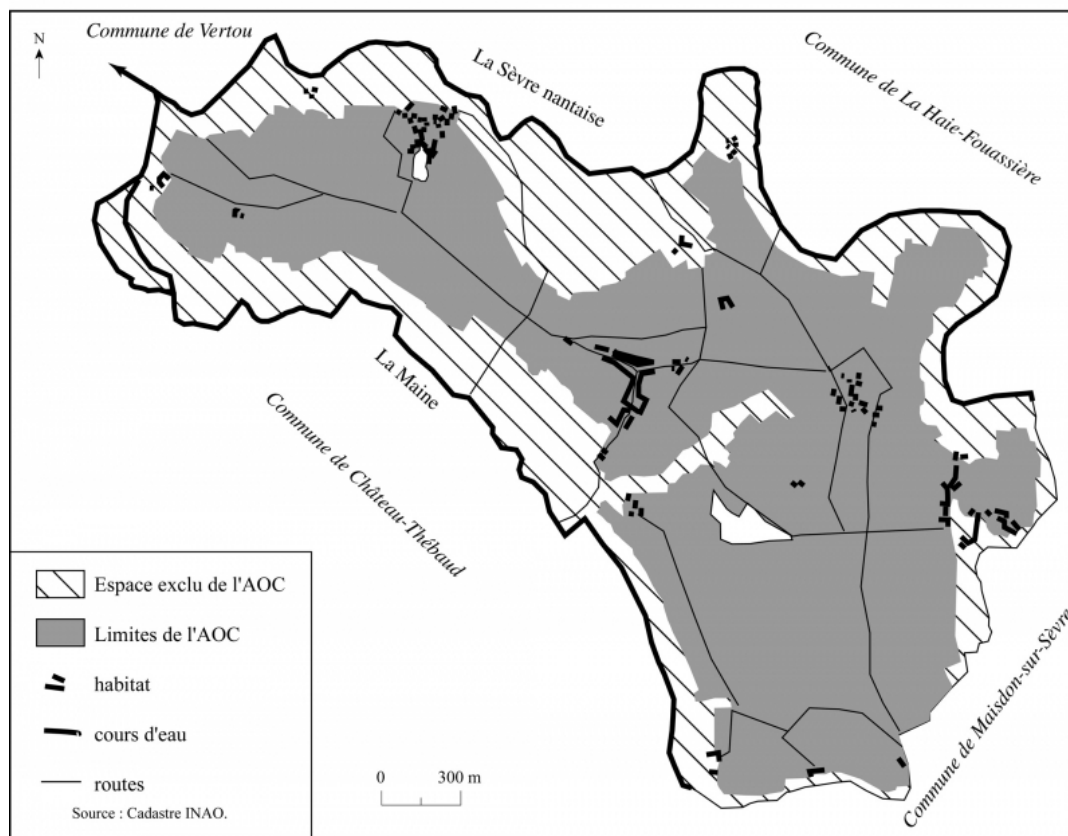 Commune de Vertou
N
La Sèvre nantaise
Commune de La Haie-Fouassière
La Maine
Commune de Château-Thébaud
Commune de Maisdon-sur-Sèvre
Espace exclu de l'AOC
Limites de l'AOC
habitat
cours d'eau
routes
Source : Cadastre INAO.
0 300 m